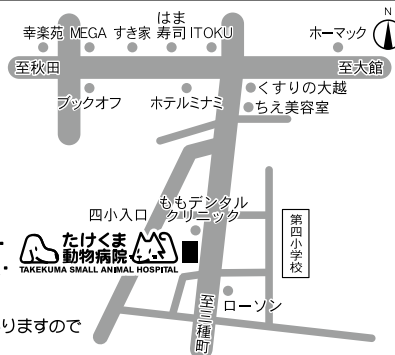 N
はま
幸楽苑 MEGA すき家 寿司 ITOKU ホーマック
至秋田 至大館
ブックオフ ホテルミナミ くすりの大越
ちえ美容室
ももデンタル
四小入口 クリニック
第四小学校
たけくま
動物病院
TAKEKUMA SMALL ANIMAL HOSPITAL
ローソン
至三種町
りますので